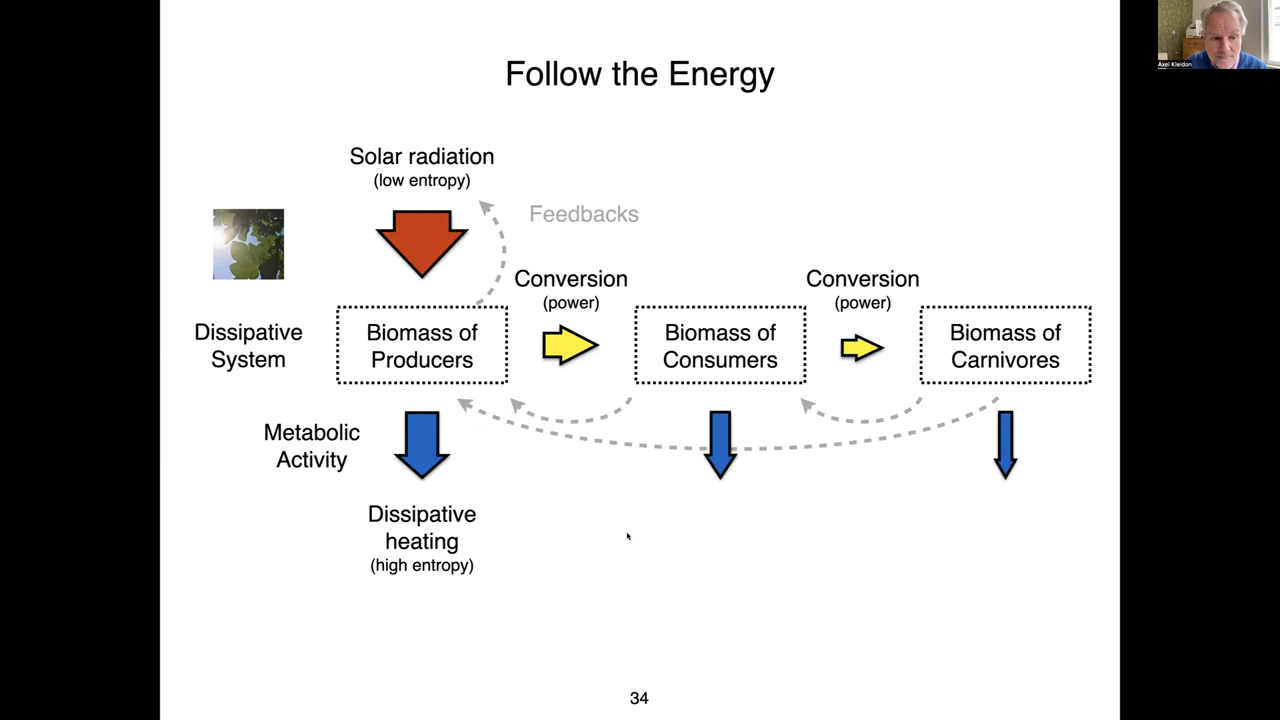 Follow the Energy
Axel Kleidon
Solar radiation
(low entropy)
Feedbacks
Conversion
(power)
Conversion
(power)
Dissipative
System
Biomass of
Producers
Biomass of
Consumers
Biomass of
Carnivores
Metabolic
Activity
Dissipative
heating
(high entropy)
34